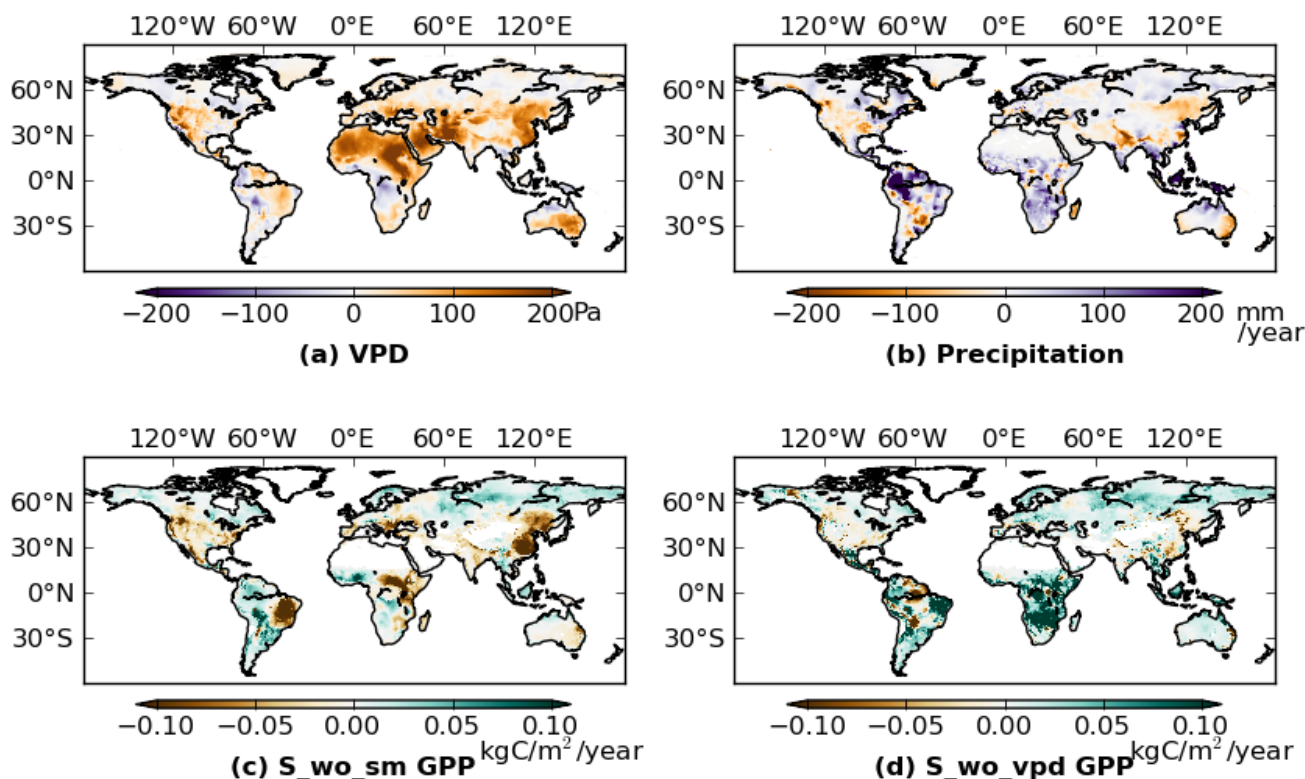 120°W 60°W 0°E 60°E 120°E
120°W 60°W 0°E 60°E 120°E
60°N
30°N
0°N
30°S
60°N
30°N
0°N
30°S
−200 −100 0 100 200 Pa
−200 −100 0 100 200 mm
/year
(a) VPD
(b) Precipitation
120°W 60°W 0°E 60°E 120°E
120°W 60°W 0°E 60°E 120°E
60°N
30°N
0°N
30°S
60°N
30°N
0°N
30°S
−0.10 −0.05 0.00 0.05 0.10
−0.10 −0.05 0.00 0.05 0.10
kgC/m²/year
kgC/m²/year
(c) S_wo_sm GPP
(d) S_wo_vpd GPP